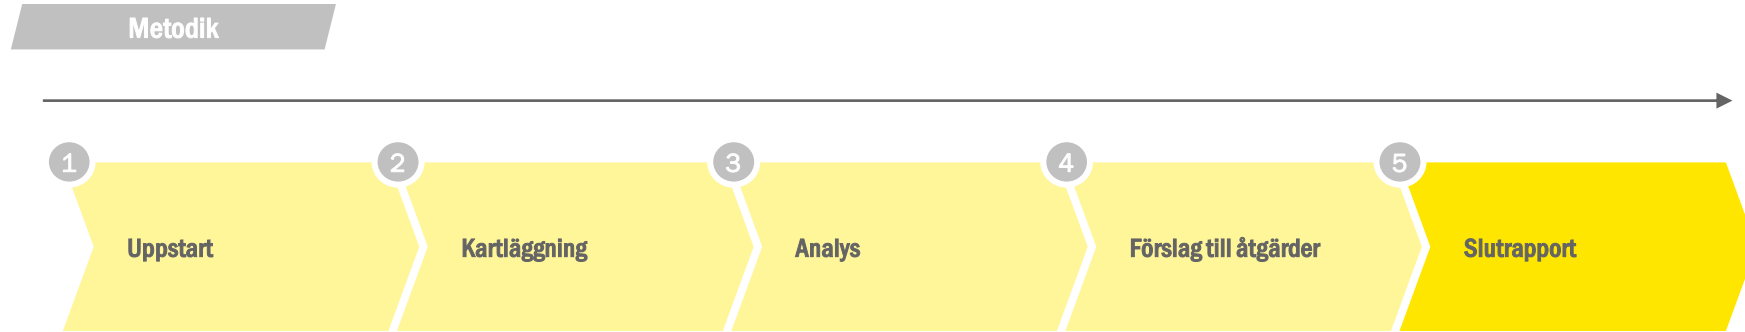 Metodik
1
2
3
4
5
Uppstart
Kartläggning
Analys
Förslag till åtgärder
Slutrapport